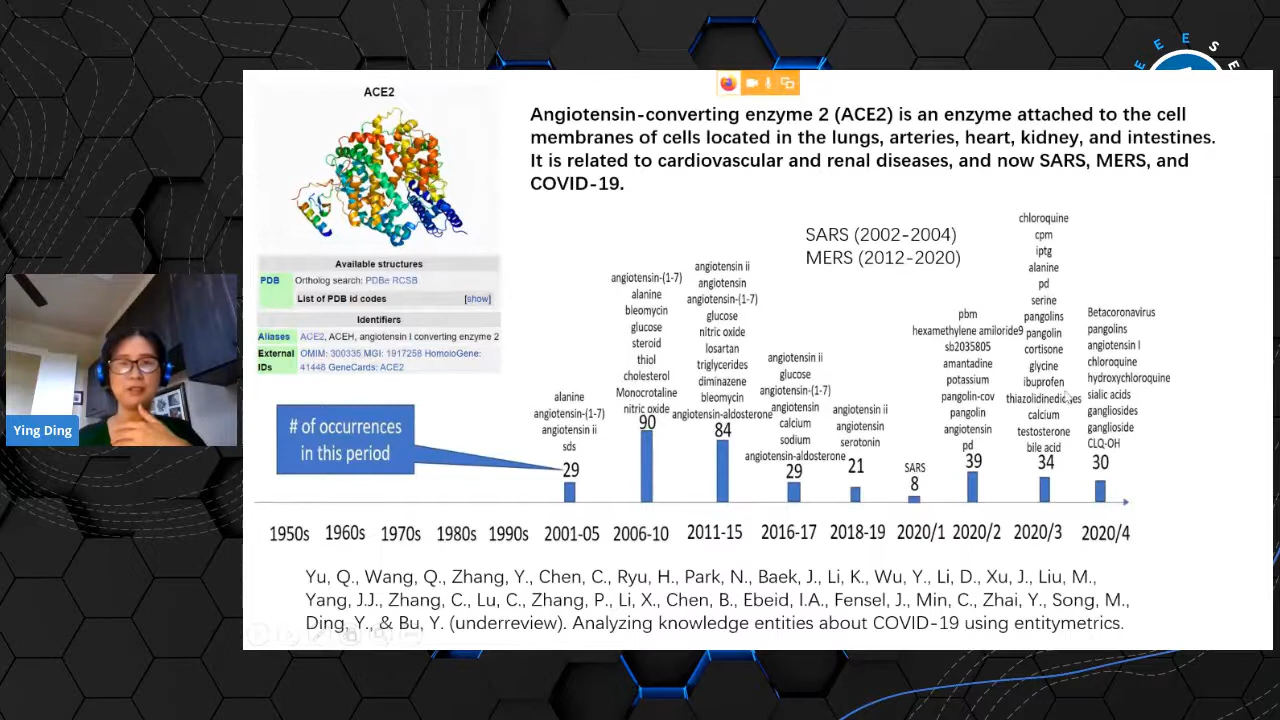 E E S E
E
ACE2
Available structures
PDB
Ortholog search: PDBe RCSB
List of PDB id codes
[show]
Identifiers
Aliases
ACE2, ACEH, angiotensin I converting enzyme 2
External
IDs
OMIM: 300335 MGI: 1917258 HomoloGene:
41448 GeneCards: ACE2
Angiotensin-converting enzyme 2 (ACE2) is an enzyme attached to the cell
membranes of cells located in the lungs, arteries, heart, kidney, and intestines.
It is related to cardiovascular and renal diseases, and now SARS, MERS, and
COVID-19.
SARS (2002-2004)
MERS (2012-2020)
Ying Ding
# of occurrences
in this period
alanine
angiotensin-(1-7)
angiotensin ii
sds
29
angiotensin-(1-7)
alanine
bleomycin
glucose
steroid
thiol
cholesterol
Monocrotaline
nitric oxide
90
angiotensin ii
angiotensin
angiotensin-(1-7)
glucose
nitric oxide
losartan
triglycerides
diminazene
bleomycin
angiotensin-aldosterone
84
angiotensin ii
glucose
angiotensin-(1-7)
angiotensin
calcium
sodium
angiotensin-aldosterone
29
angiotensin ii
angiotensin
serotonin
21
SARS
8
pbm
hexamethylene amiloride9
sb2035805
amantadine
potassium
pangolin-cov
pangolin
angiotensin
pd
39
chloroquine
cpm
iptg
alanine
pd
serine
pangolins
pangolin
cortisone
glycine
ibuprofen
thiazolidinediones
calcium
testosterone
bile acid
34
Betacoronavirus
pangolins
angiotensin I
chloroquine
hydroxychloroquine
sialic acids
gangliosides
ganglioside
CLQ-OH
30
1950s 1960s 1970s 1980s 1990s 2001-05 2006-10 2011-15 2016-17 2018-19 2020/1 2020/2 2020/3 2020/4
Yu, Q., Wang, Q., Zhang, Y., Chen, C., Ryu, H., Park, N., Baek, J., Li, K., Wu, Y., Li, D., Xu, J., Liu, M.,
Yang, J.J., Zhang, C., Lu, C., Zhang, P., Li, X., Chen, B., Ebeid, I.A., Fensel, J., Min, C., Zhai, Y., Song, M.,
Ding, Y., & Bu, Y. (underreview). Analyzing knowledge entities about COVID-19 using entitymetrics.